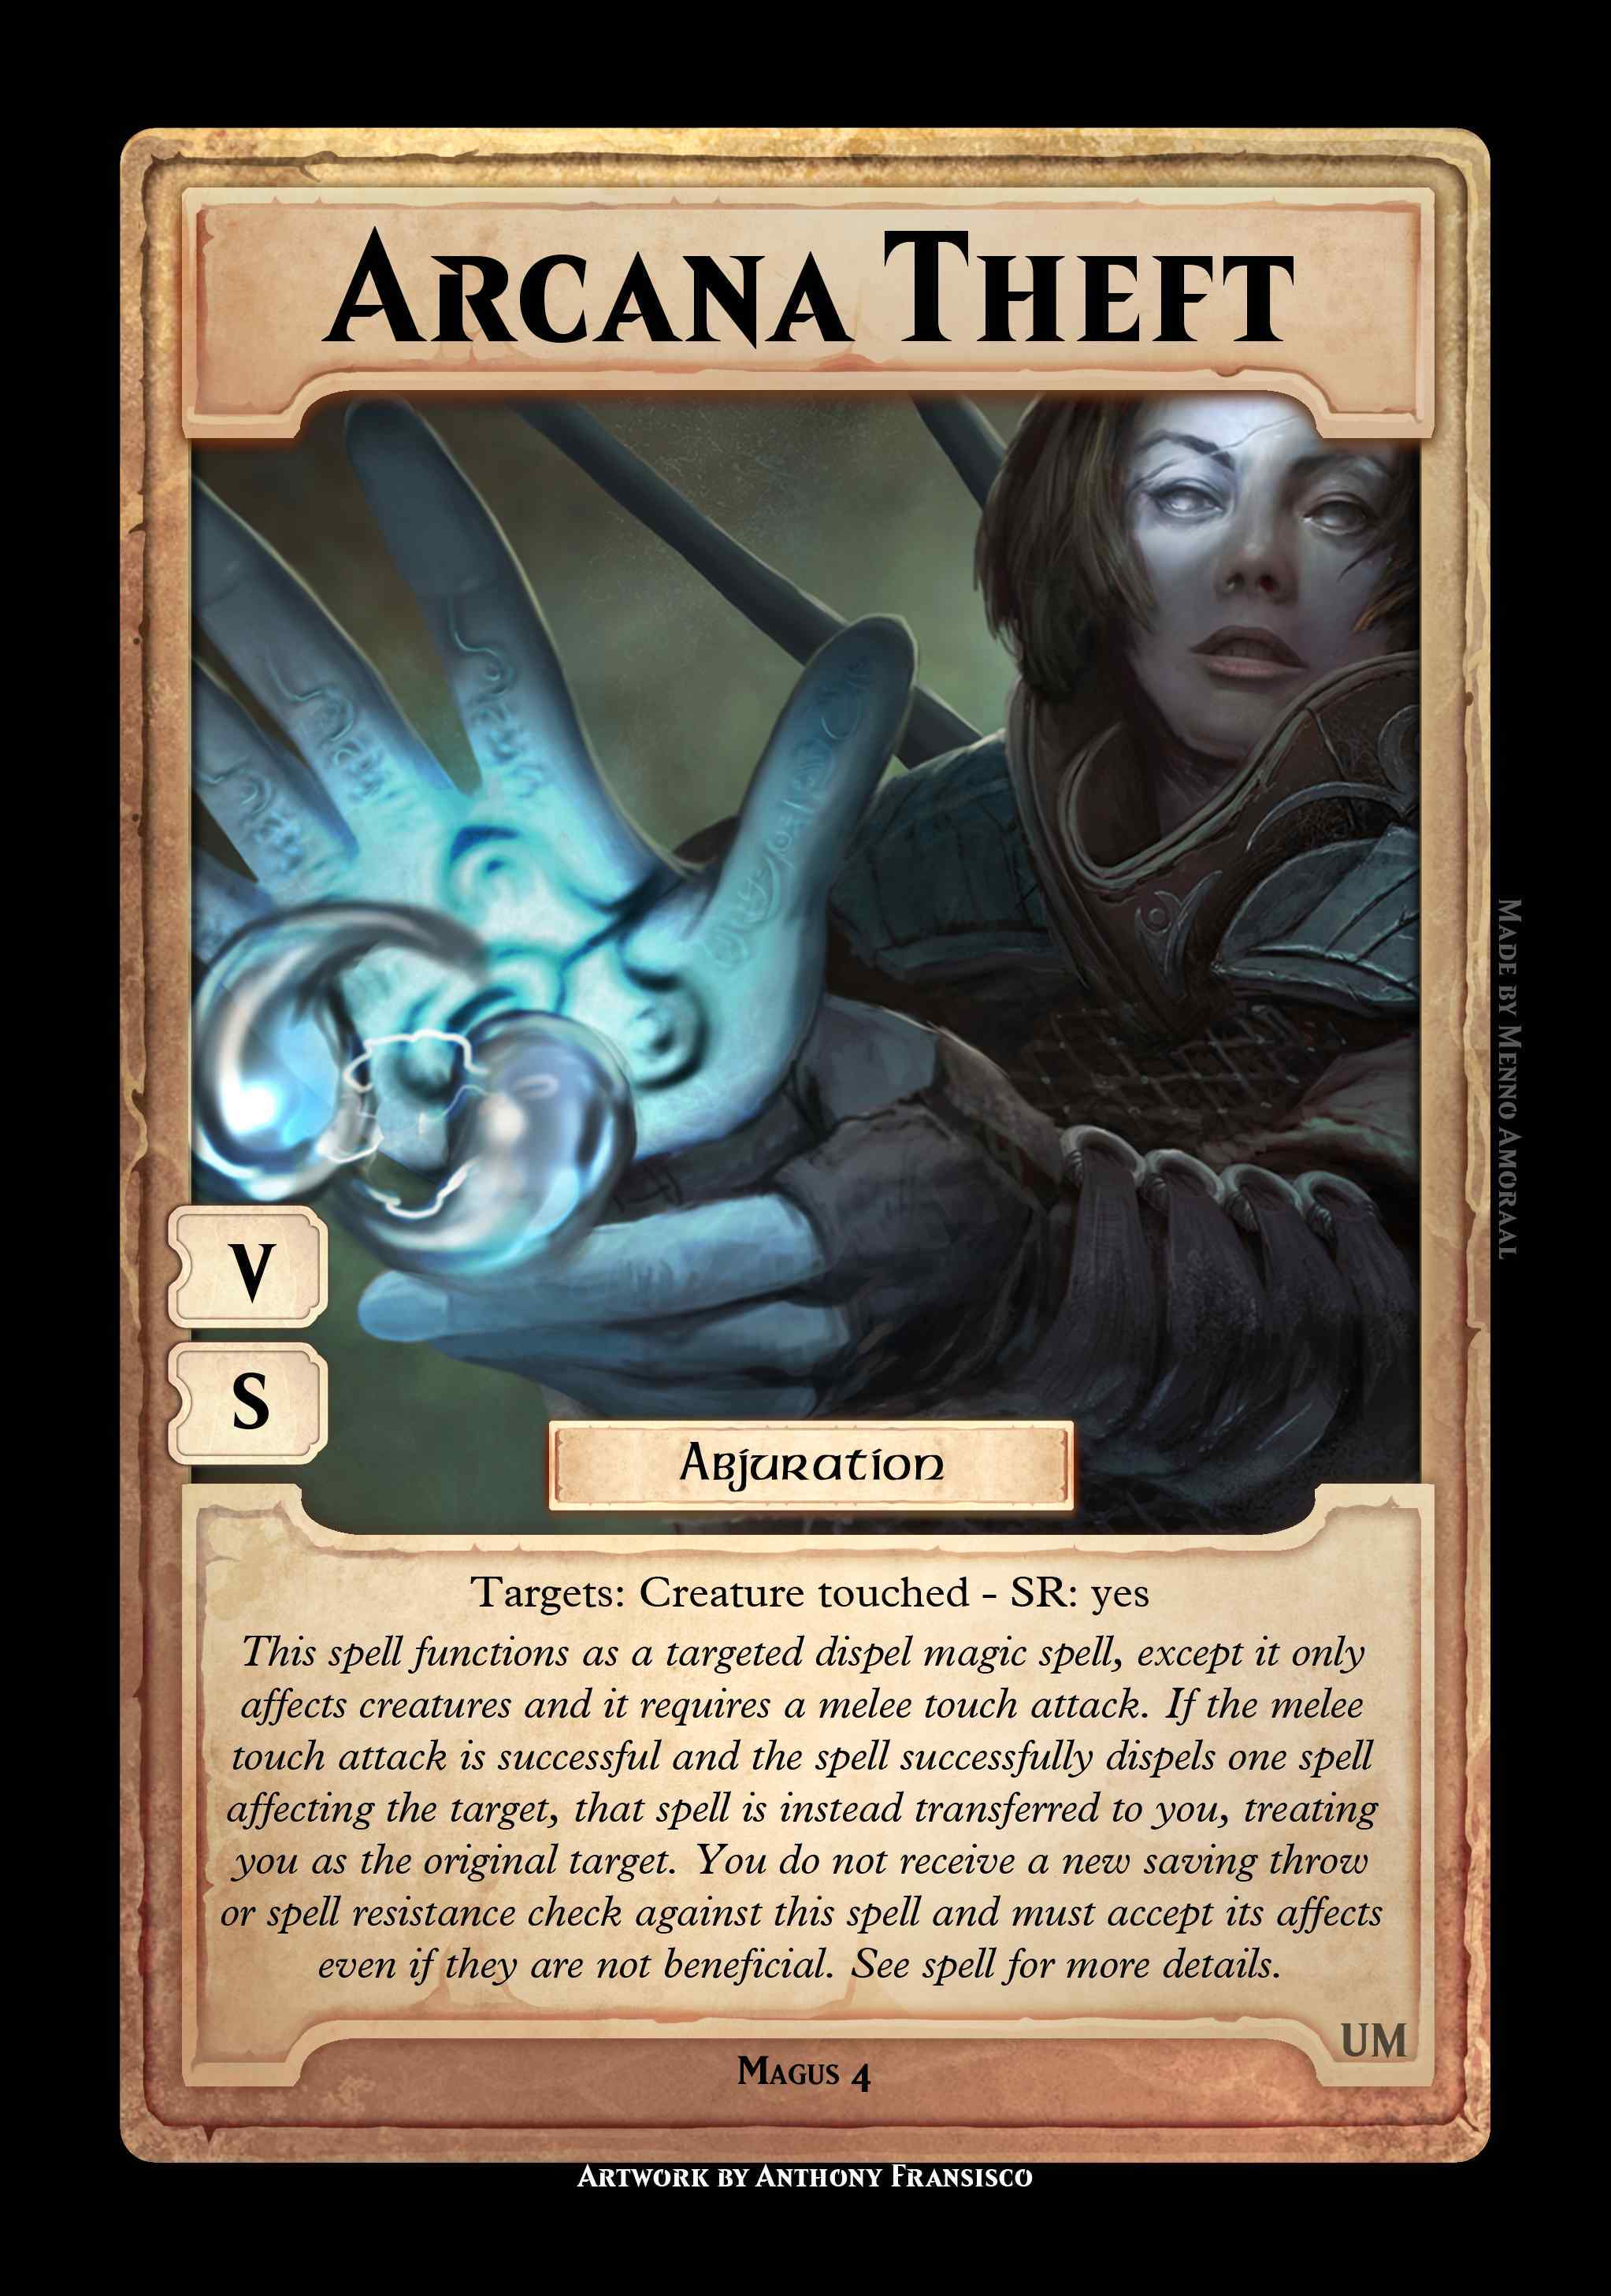 Arcana Theft
Made by Menno Amoraal
V
S
Abjuration
Targets: Creature touched - SR: yes
This spell functions as a targeted dispel magic spell, except it only
affects creatures and it requires a melee touch attack. If the melee
touch attack is successful and the spell successfully dispels one spell
affecting the target, that spell is instead transferred to you, treating
you as the original target. You do not receive a new saving throw
or spell resistance check against this spell and must accept its affects
even if they are not beneficial. See spell for more details.
UM
Magus 4
Artwork by Anthony Fransisco